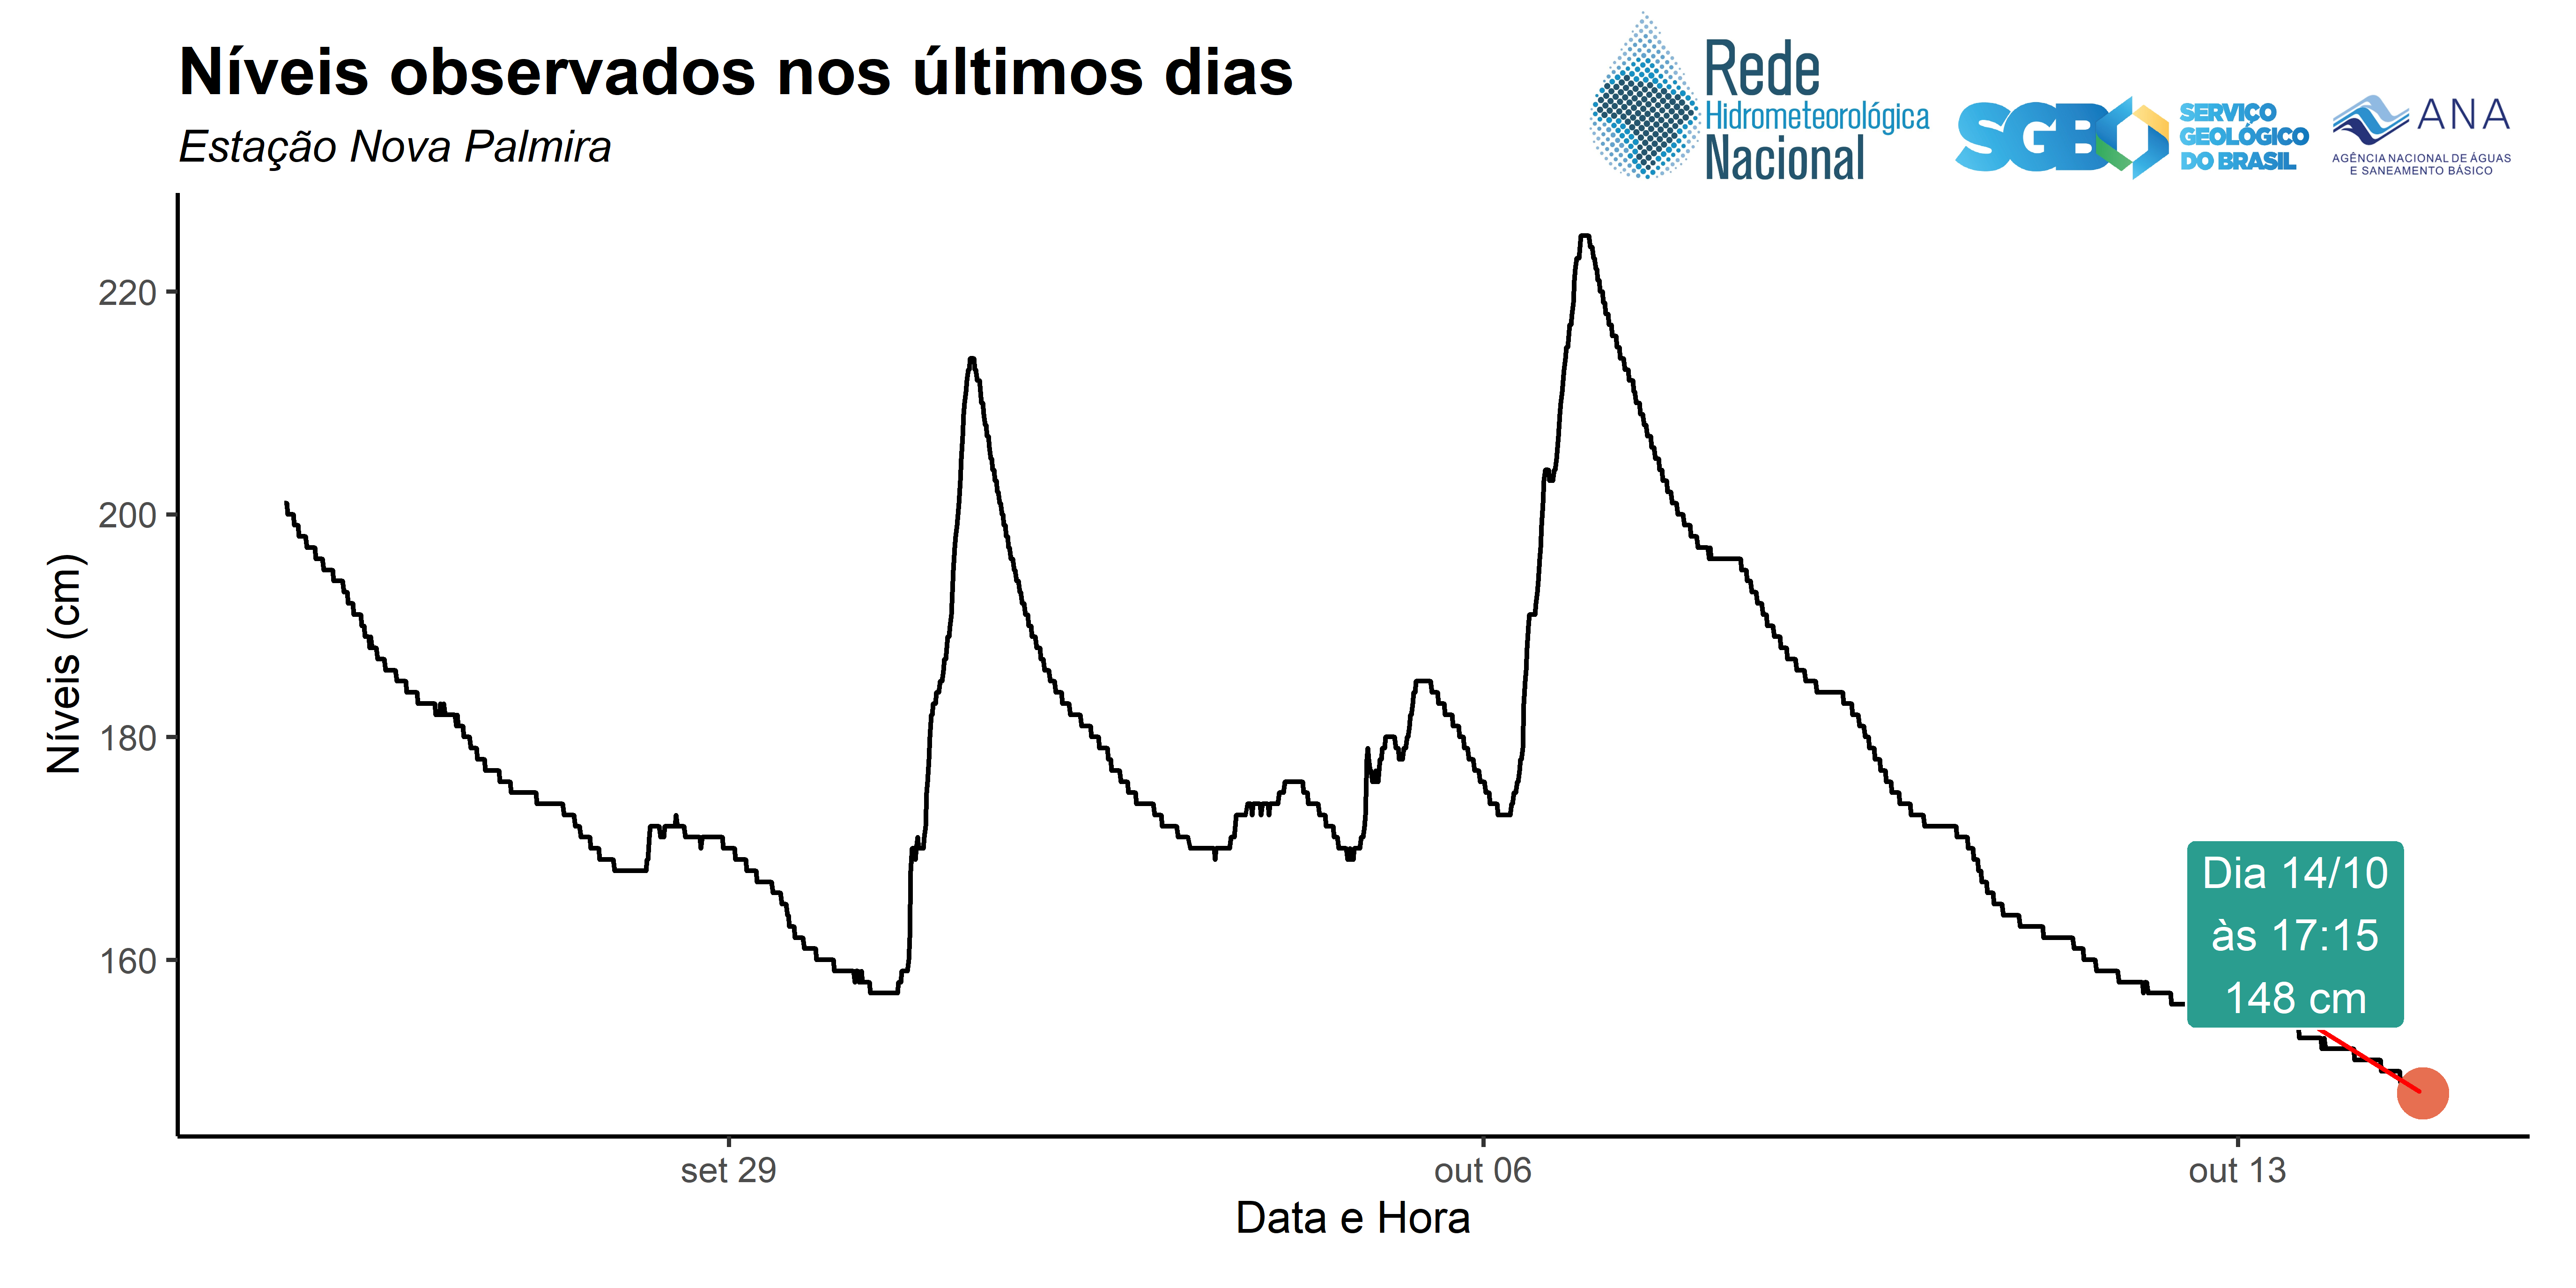 Níveis observados nos últimos dias
Estação Nova Palmira
Rede
Hidrometeorológica
Nacional
SGB
SERVIÇO
GEOLÓGICO
DO BRASIL
ANA
AGÊNCIA NACIONAL DE ÁGUAS
E SANEAMENTO BÁSICO
Níveis (cm)
220
200
180
160
Dia 14/10
às 17:15
148 cm
set 29
out 06
out 13
Data e Hora